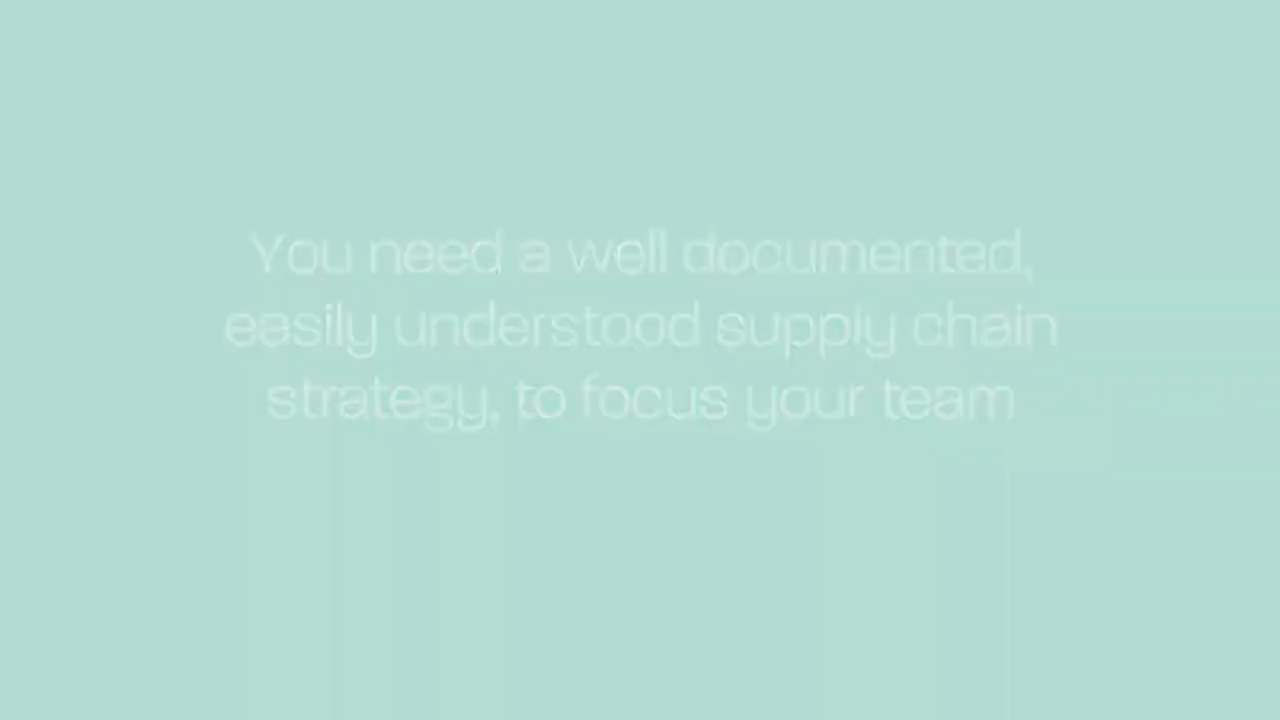 You need a well documented,
easily understood supply chain
strategy, to focus your team